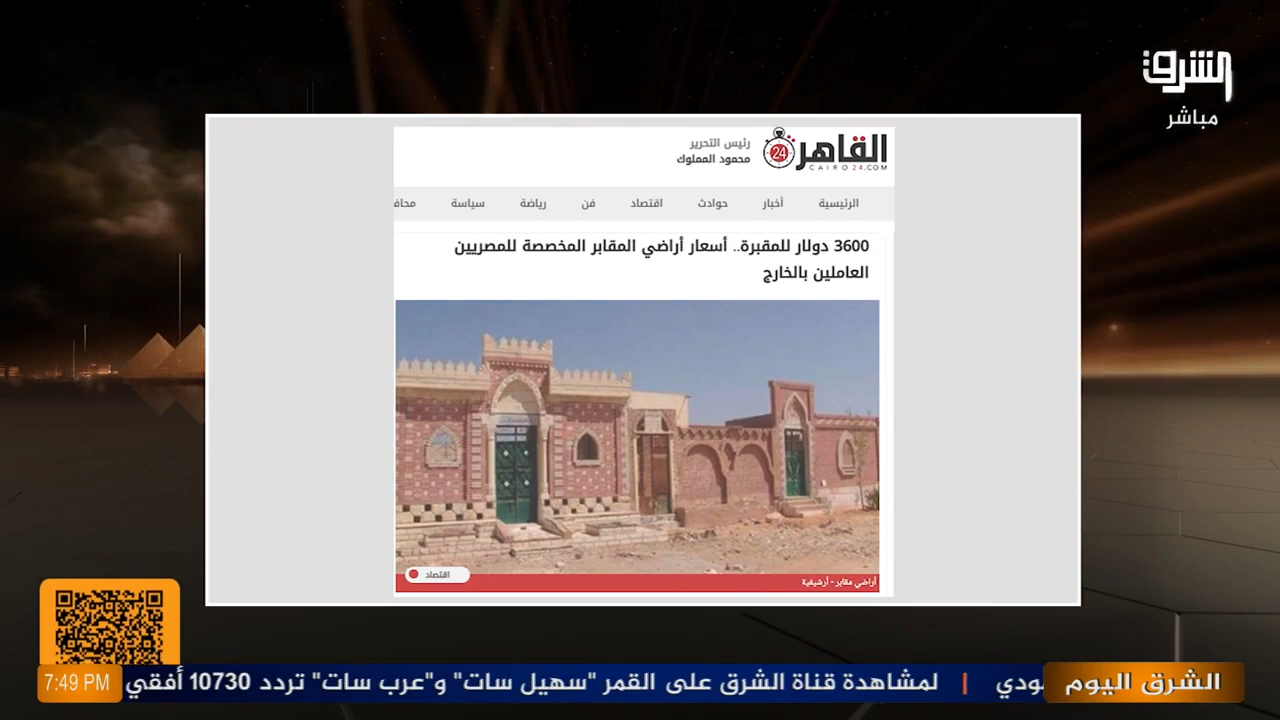 الشرق
مباشر
القاهرة 24
CAIRO24.COM
رئيس التحرير
محمود المملوك
الرئيسية أخبار حوادث اقتصاد فن رياضة سياسة محاف
3600 دولار للمقبرة.. أسعار أراضي المقابر المخصصة للمصريين
العاملين بالخارج
اقتصاد
أراضي مقابر - أرشيفية
الشرق اليوم
ودي | لمشاهدة قناة الشرق على القمر "سهيل سات" و"عرب سات" تردد 10730 أفقي
7:49 PM